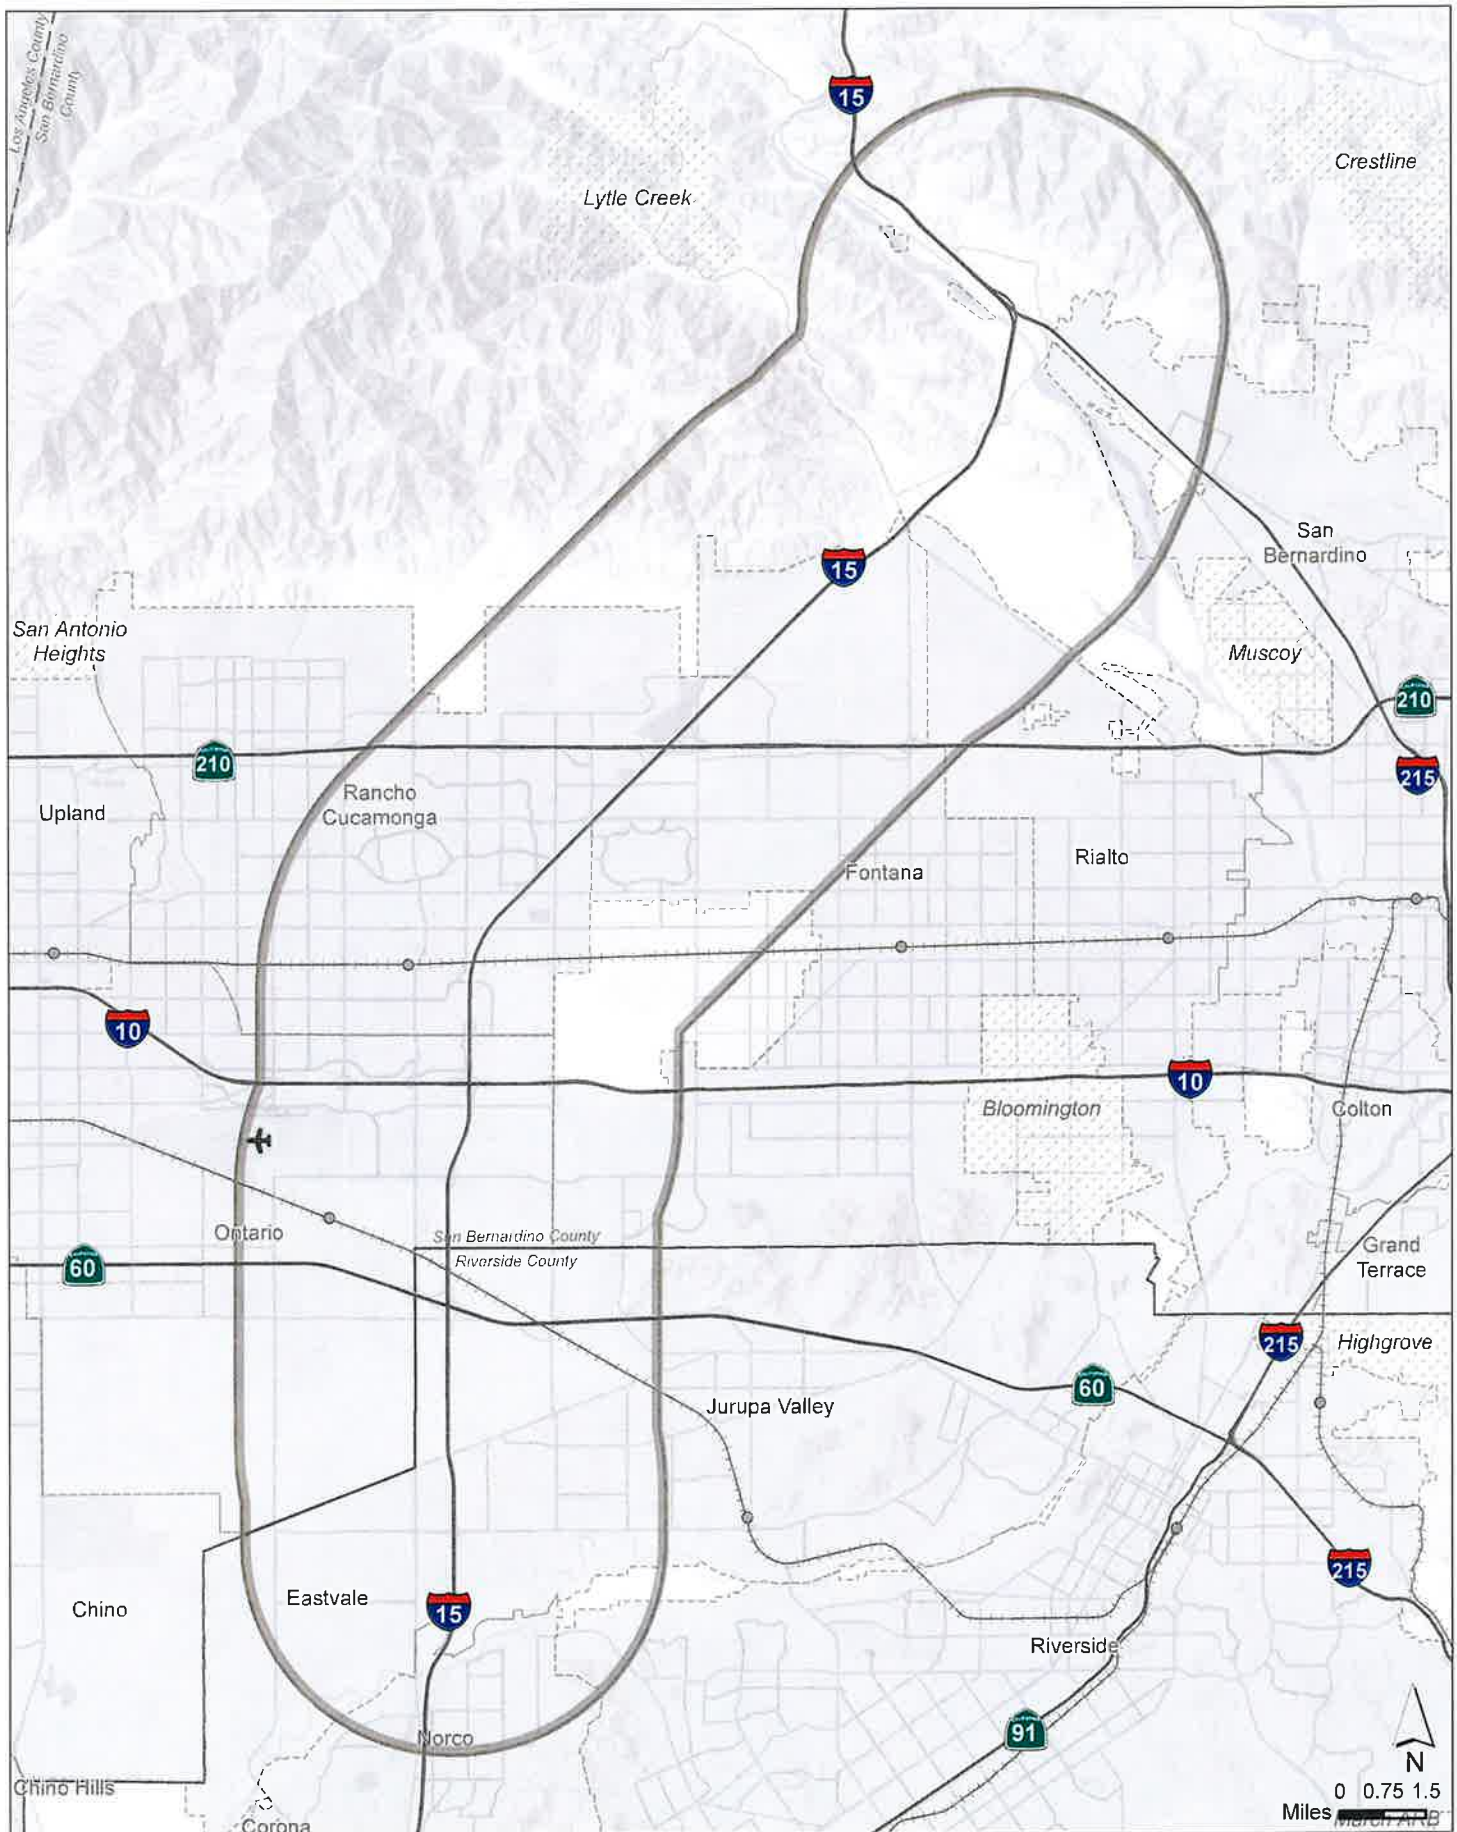 Los Angeles County
San Bernardino
County
15
Crestline
Lytle Creek
15
San
Bernardino
San Antonio
Heights
Muscoy
210
210
215
Rancho
Cucamonga
Upland
Rialto
Fontana
10
10
Bloomington
Colton
Ontario
San Bernardino County
Riverside County
60
Grand
Terrace
215
Highgrove
60
Jurupa Valley
215
Eastvale
Chino
15
Riverside
91
Norco
N
Chino Hills
0 0.75 1.5
Miles
March ARB
Corona